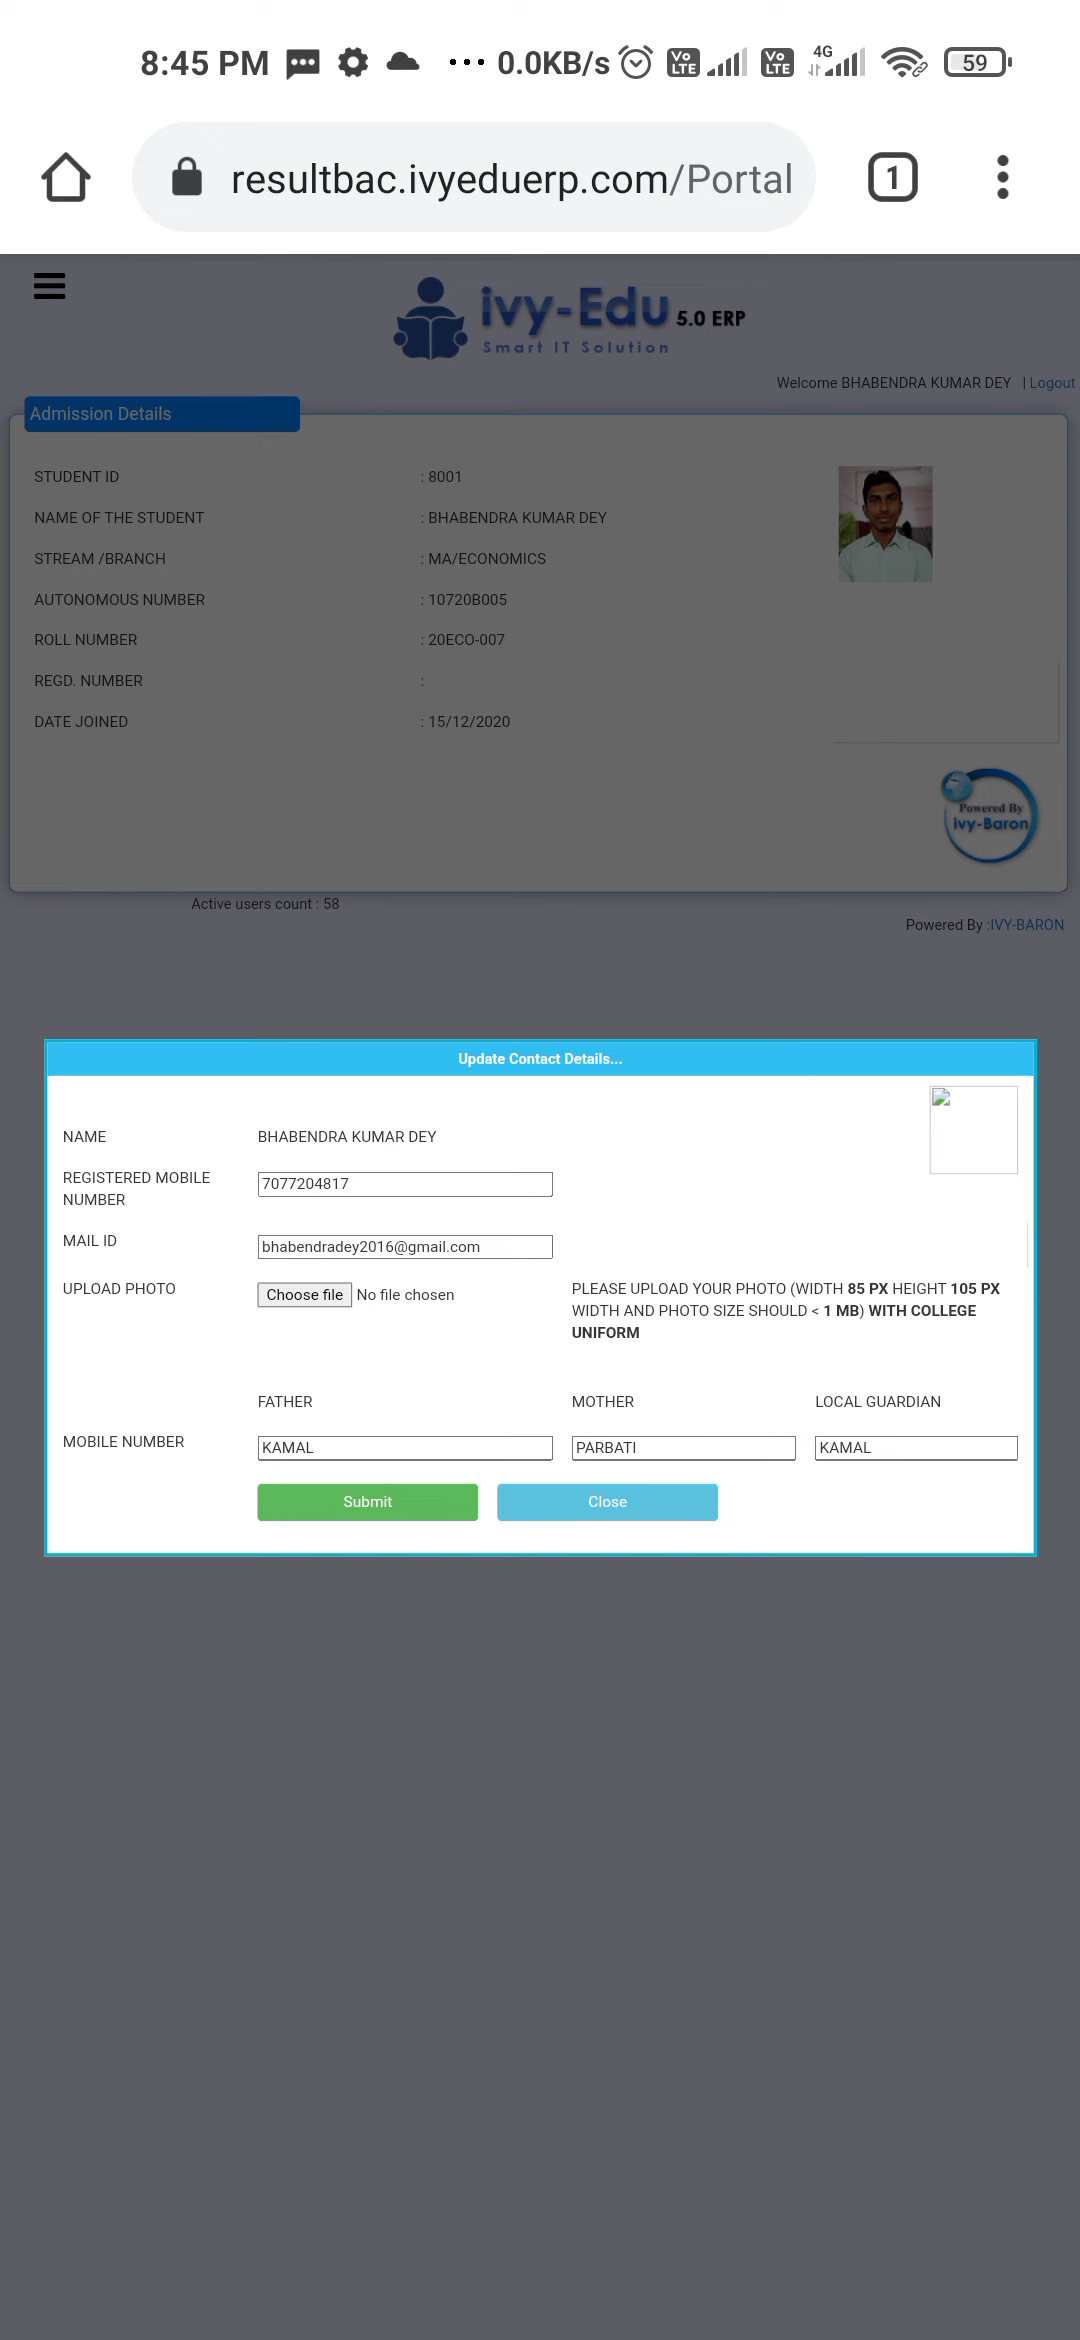 8:45 PM ... 0.0KB/s Vo LTE Vo LTE 4G 59
resultbac.ivyeduerp.com/Portal 1
ivy-Edu 5.0 ERP
Smart IT Solution
Welcome BHABENDRA KUMAR DEY | Logout
Admission Details
STUDENT ID : 8001
NAME OF THE STUDENT : BHABENDRA KUMAR DEY
STREAM /BRANCH : MA/ECONOMICS
AUTONOMOUS NUMBER : 10720B005
ROLL NUMBER : 20ECO-007
REGD. NUMBER :
DATE JOINED : 15/12/2020
Powered By
ivy-Baron
Active users count : 58
Powered By :IVY-BARON
Update Contact Details...
NAME BHABENDRA KUMAR DEY
REGISTERED MOBILE
NUMBER 7077204817
MAIL ID bhabendradey2016@gmail.com
UPLOAD PHOTO Choose file No file chosen PLEASE UPLOAD YOUR PHOTO (WIDTH 85 PX HEIGHT 105 PX
WIDTH AND PHOTO SIZE SHOULD < 1 MB) WITH COLLEGE
UNIFORM
FATHER MOTHER LOCAL GUARDIAN
MOBILE NUMBER KAMAL PARBATI KAMAL
Submit Close